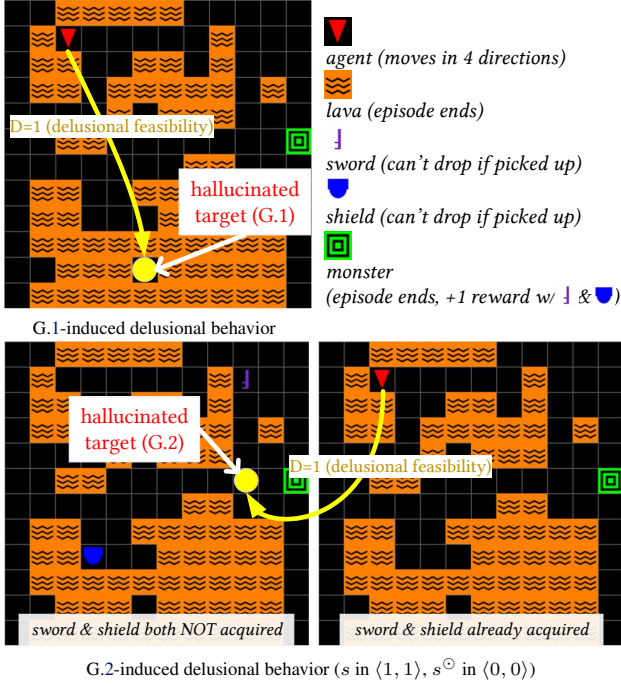 D=1 (delusional feasibility)
hallucinated
target (G.1)
agent (moves in 4 directions)
lava (episode ends)
sword (can't drop if picked up)
shield (can't drop if picked up)
monster
(episode ends, +1 reward w/ & )
G.1-induced delusional behavior
hallucinated
target (G.2)
D=1 (delusional feasibility)
sword & shield both NOT acquired
sword & shield already acquired
G.2-induced delusional behavior (s in ⟨1, 1⟩, s⊙ in ⟨0, 0⟩)